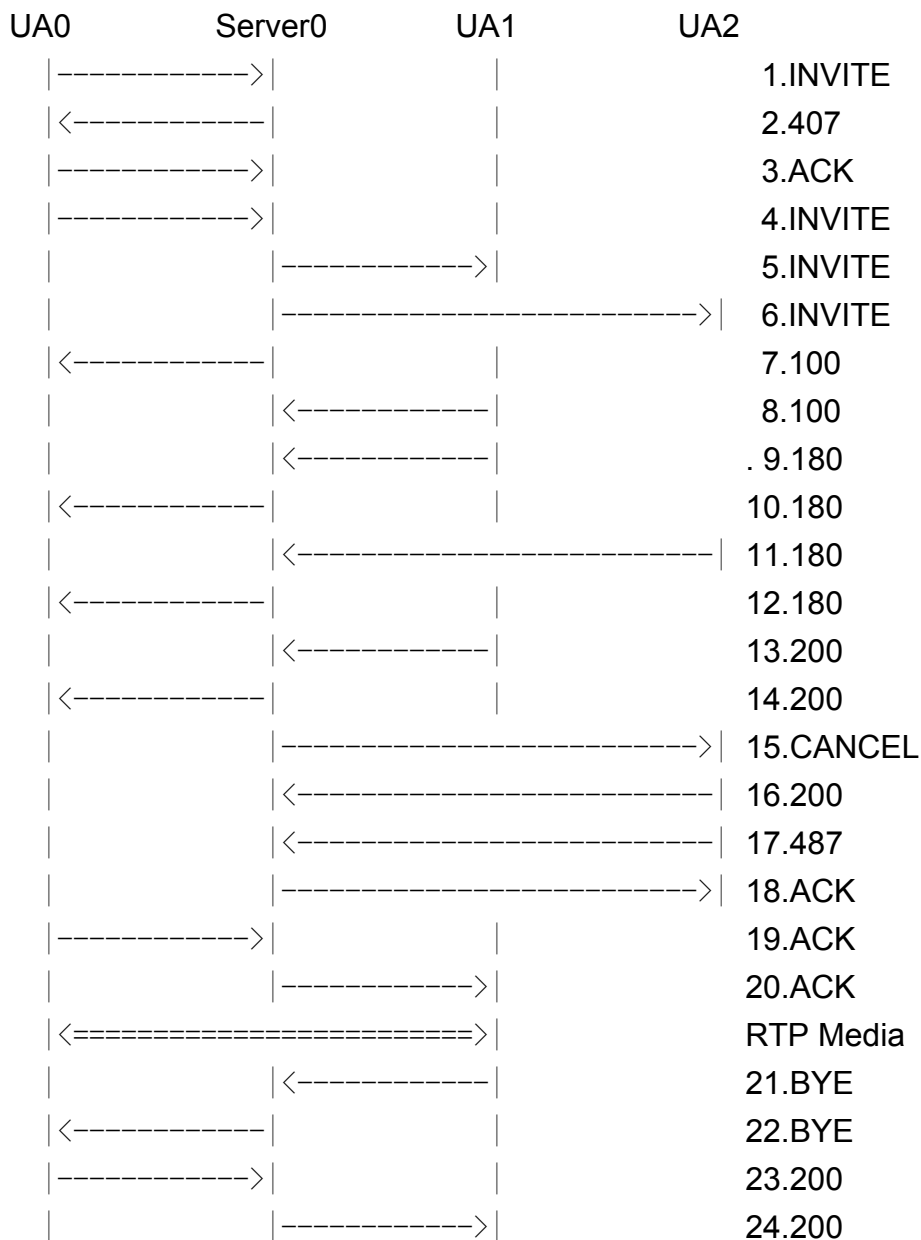 UA0 Server0 UA1 UA2
1.INVITE
2.407
3.ACK
4.INVITE
5.INVITE
6.INVITE
7.100
8.100
. 9.180
10.180
11.180
12.180
13.200
14.200
15.CANCEL
16.200
17.487
18.ACK
19.ACK
20.ACK
RTP Media
21.BYE
22.BYE
23.200
24.200